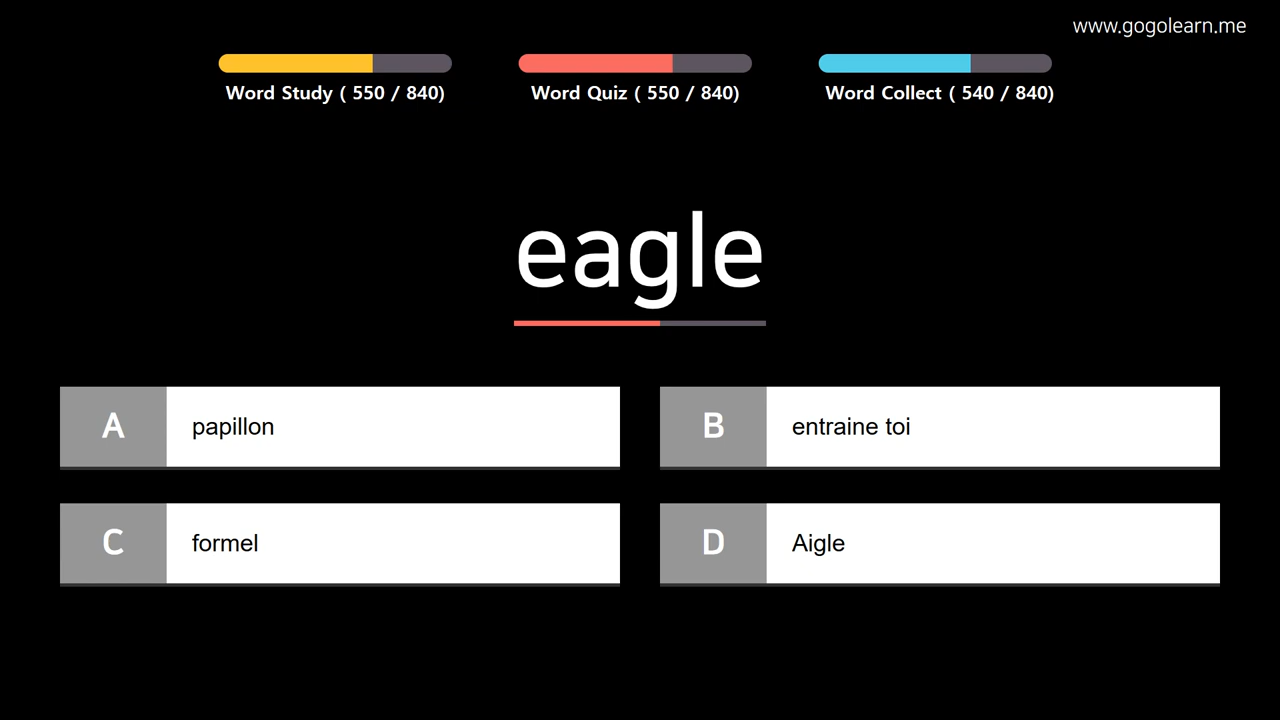 www.gogolearn.me
Word Study ( 550 / 840)
Word Quiz ( 550 / 840)
Word Collect ( 540 / 840)
eagle
A papillon
B entraine toi
C formel
D Aigle